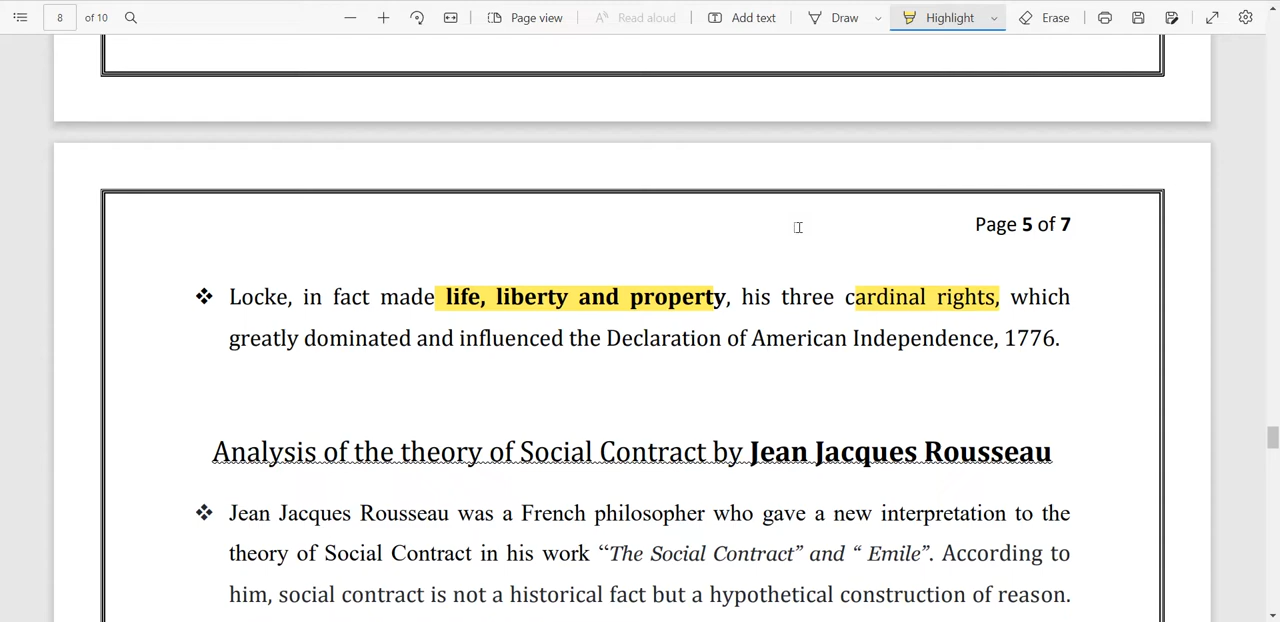 8 of 10 Page view Read aloud Add text Draw Highlight Erase
Page 5 of 7
❖ Locke, in fact made life, liberty and property, his three cardinal rights, which
greatly dominated and influenced the Declaration of American Independence, 1776.
Analysis of the theory of Social Contract by Jean Jacques Rousseau
❖ Jean Jacques Rousseau was a French philosopher who gave a new interpretation to the
theory of Social Contract in his work “The Social Contract” and “ Emile”. According to
him, social contract is not a historical fact but a hypothetical construction of reason.